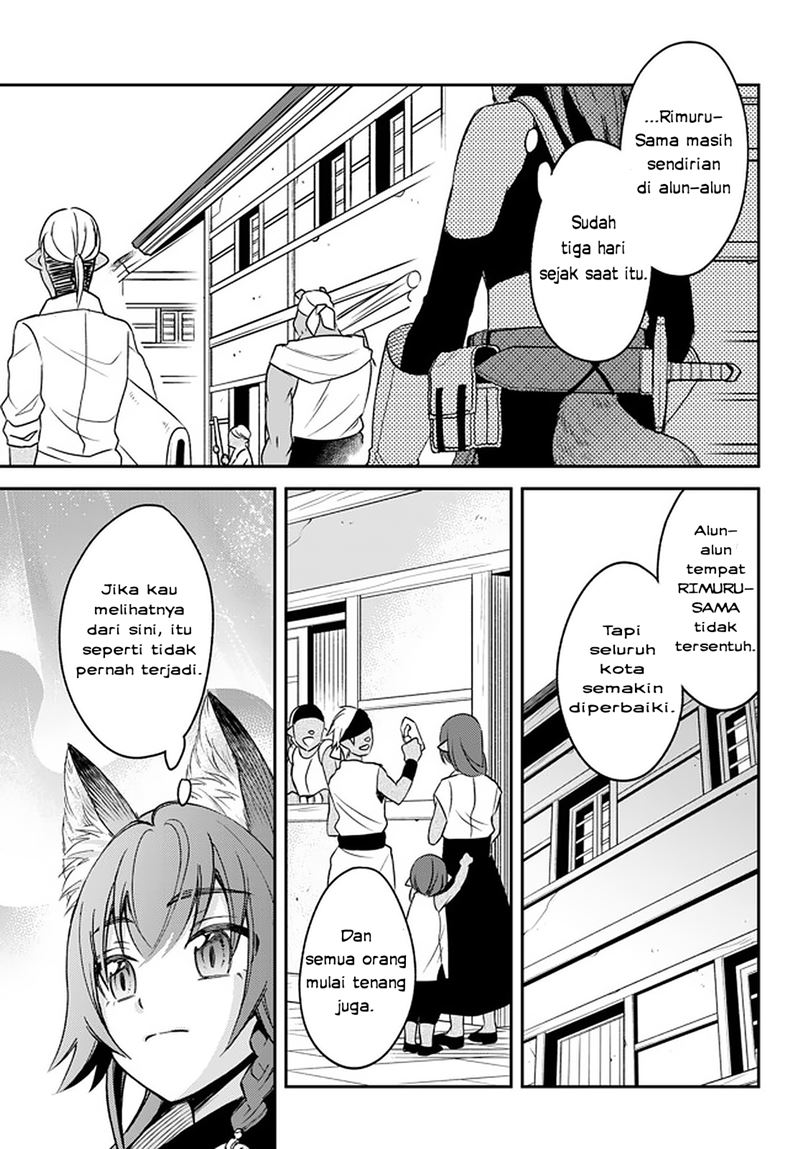 ...Rimuru-
Sama masih
sendirian
di alun-alun
Sudah
tiga hari
sejak saat itu.
Alun-
alun
tempat
RIMURU-
SAMA
tidak
tersentuh.
Tapi
seluruh
kota
semakin
diperbaiki.
Dan
semua orang
mulai tenang
juga.
Jika kau
melihatnya
dari sini, itu
seperti tidak
pernah terjadi.